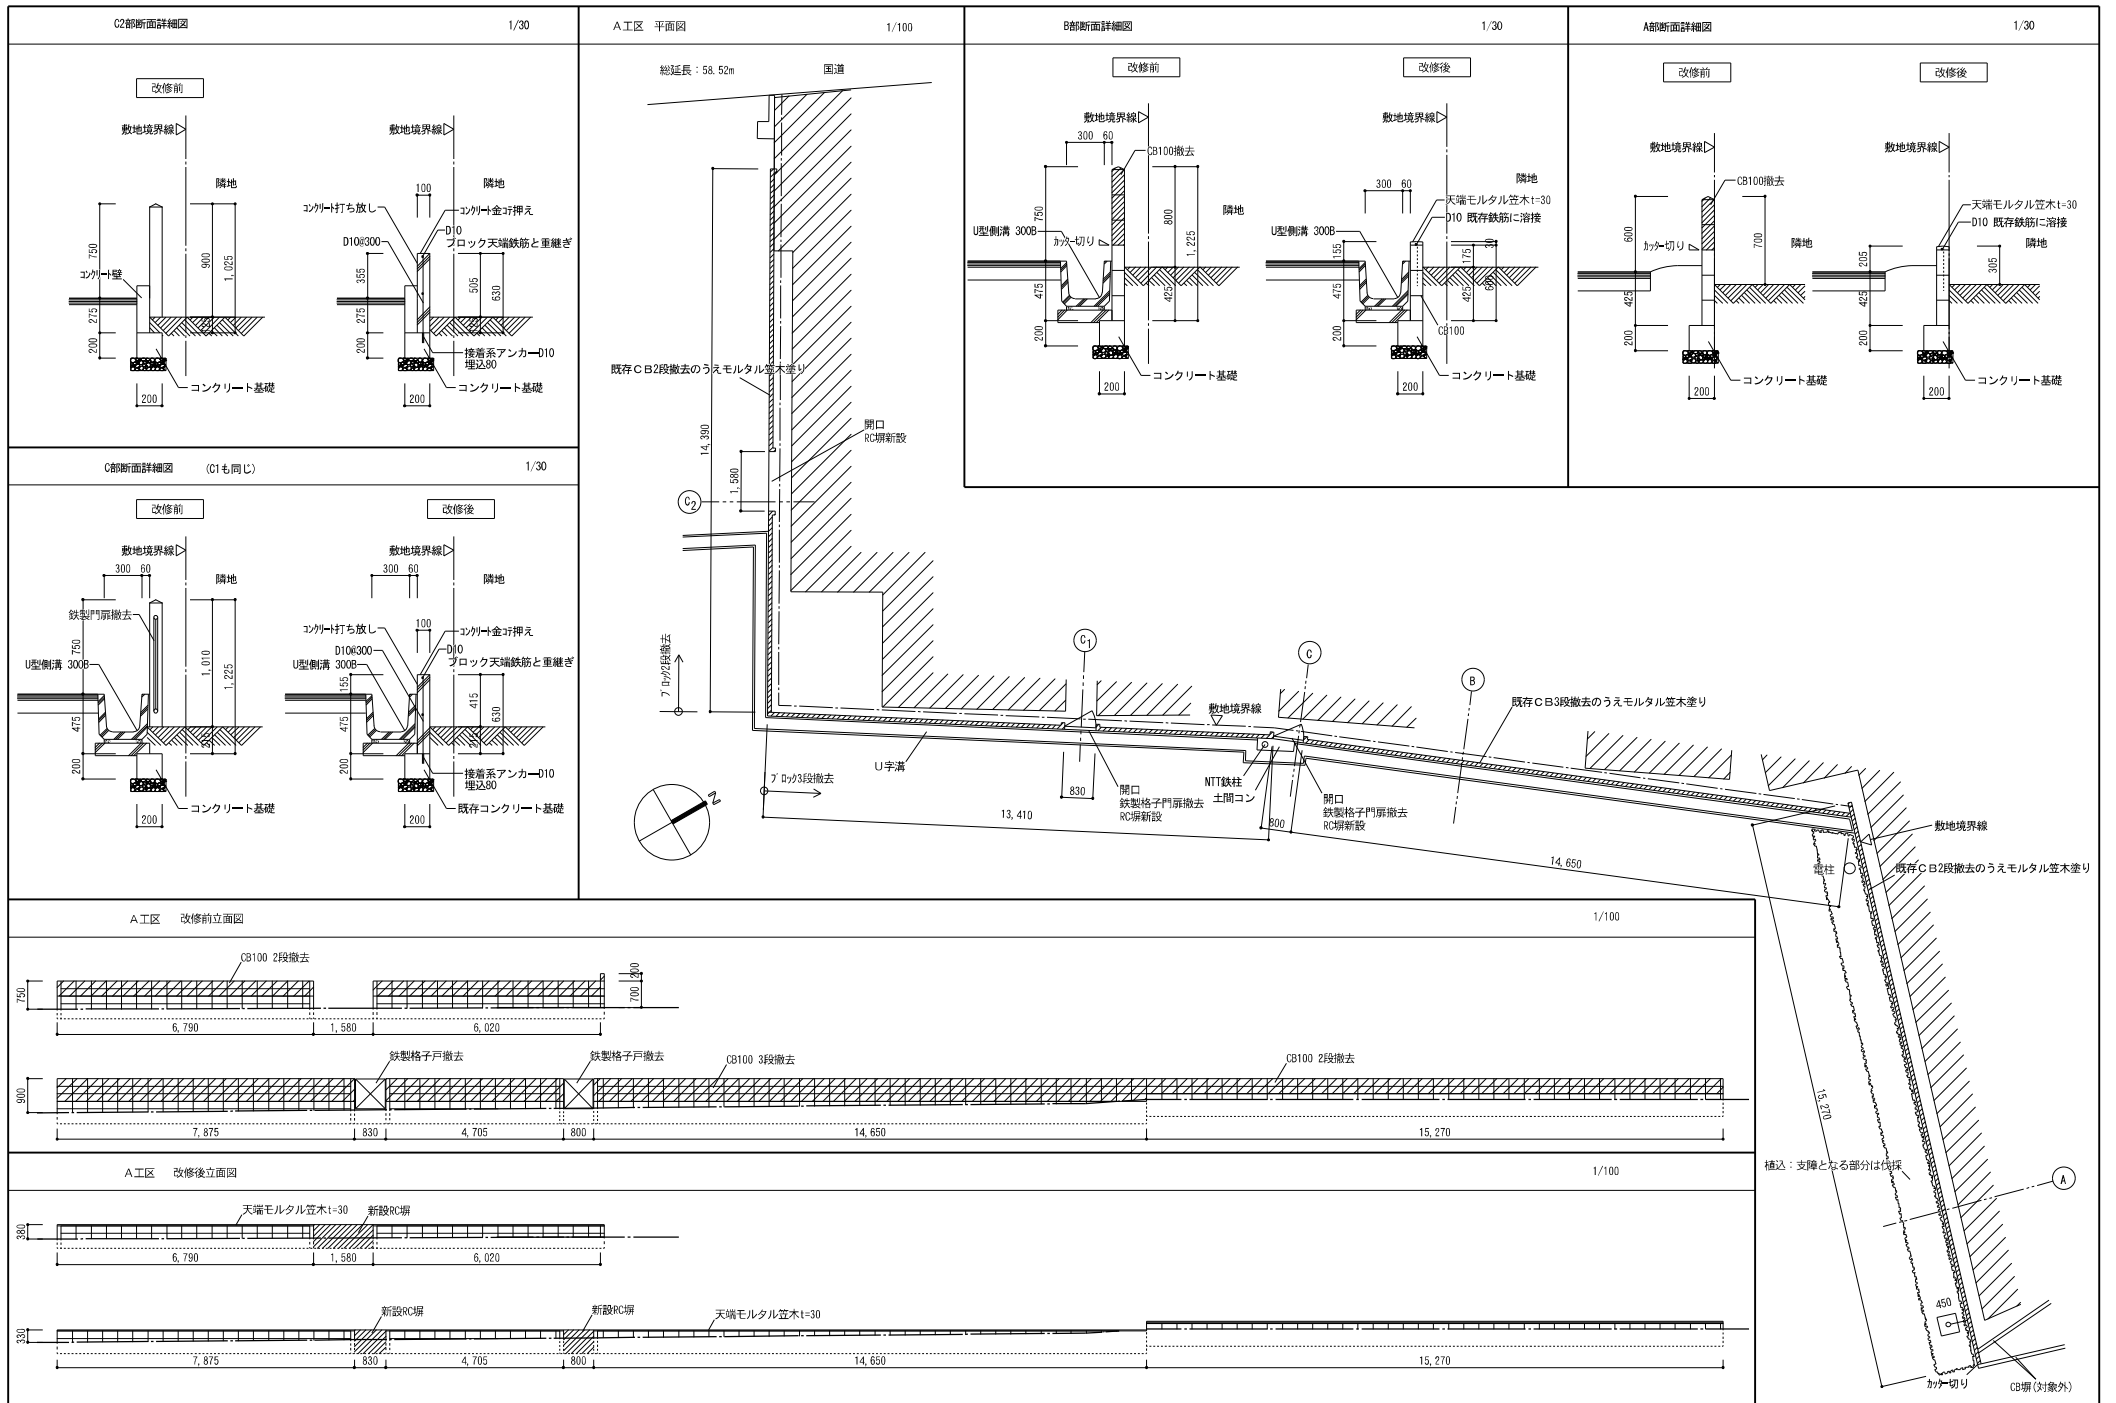 C2部断面詳細図 1/30
改修前
敷地境界線
隣地
750
900
1,025
コンクリート壁
275
200
200
コンクリート基礎
敷地境界線
隣地
100
コンクリート打ち放し
コンクリート金コテ押え
D10
D10@300
ブロック天端鉄筋と重継ぎ
355
505
630
275
200
接着系アンカーD10
埋込80
コンクリート基礎
200
C部断面詳細図 (C1も同じ) 1/30
改修前
敷地境界線
300 60
隣地
鉄製門扉撤去
750
1,010
1,225
U型側溝 300B
475
215
200
コンクリート基礎
200
改修後
敷地境界線
300 60
隣地
100
コンクリート打ち放し
コンクリート金コテ押え
D10@300
D10
U型側溝 300B
ブロック天端鉄筋と重継ぎ
155
415
630
475
215
200
接着系アンカーD10
埋込80
既存コンクリート基礎
200
A工区 平面図 1/100
総延長：58.52m
国道
既存CB2段撤去のうえモルタル笠木塗り
14,390
開口
RC塀新設
1,580
C2
ブロック2段撤去
ブロック3段撤去
U字溝
N
13,410
C1
830
開口
鉄製格子門扉撤去
RC塀新設
敷地境界線
NTT鉄柱
土間コン
C
800
開口
鉄製格子門扉撤去
RC塀新設
B
既存CB3段撤去のうえモルタル笠木塗り
14,650
敷地境界線
電柱
既存CB2段撤去のうえモルタル笠木塗り
15,270
植込：支障となる部分は伐採
A
450
カッター切り
CB塀(対象外)
B部断面詳細図 1/30
改修前
敷地境界線
300 60
CB100撤去
750
800
1,225
隣地
U型側溝 300B
カッター切り
475
425
200
コンクリート基礎
200
改修後
敷地境界線
隣地
300 60
天端モルタル笠木t=30
D10 既存鉄筋に溶接
U型側溝 300B
155
175
30
475
425
CB100
200
コンクリート基礎
200
A部断面詳細図 1/30
改修前
敷地境界線
CB100撤去
600
700
カッター切り
隣地
425
200
コンクリート基礎
200
改修後
敷地境界線
天端モルタル笠木t=30
D10 既存鉄筋に溶接
隣地
205
305
425
200
コンクリート基礎
200
A工区 改修前立面図 1/100
CB100 2段撤去
750
200
700
6,790 1,580 6,020
鉄製格子戸撤去
鉄製格子戸撤去
CB100 3段撤去
CB100 2段撤去
900
7,875 830 4,705 800 14,650 15,270
A工区 改修後立面図 1/100
天端モルタル笠木t=30
新設RC塀
380
6,790 1,580 6,020
新設RC塀
新設RC塀
天端モルタル笠木t=30
330
7,875 830 4,705 800 14,650 15,270